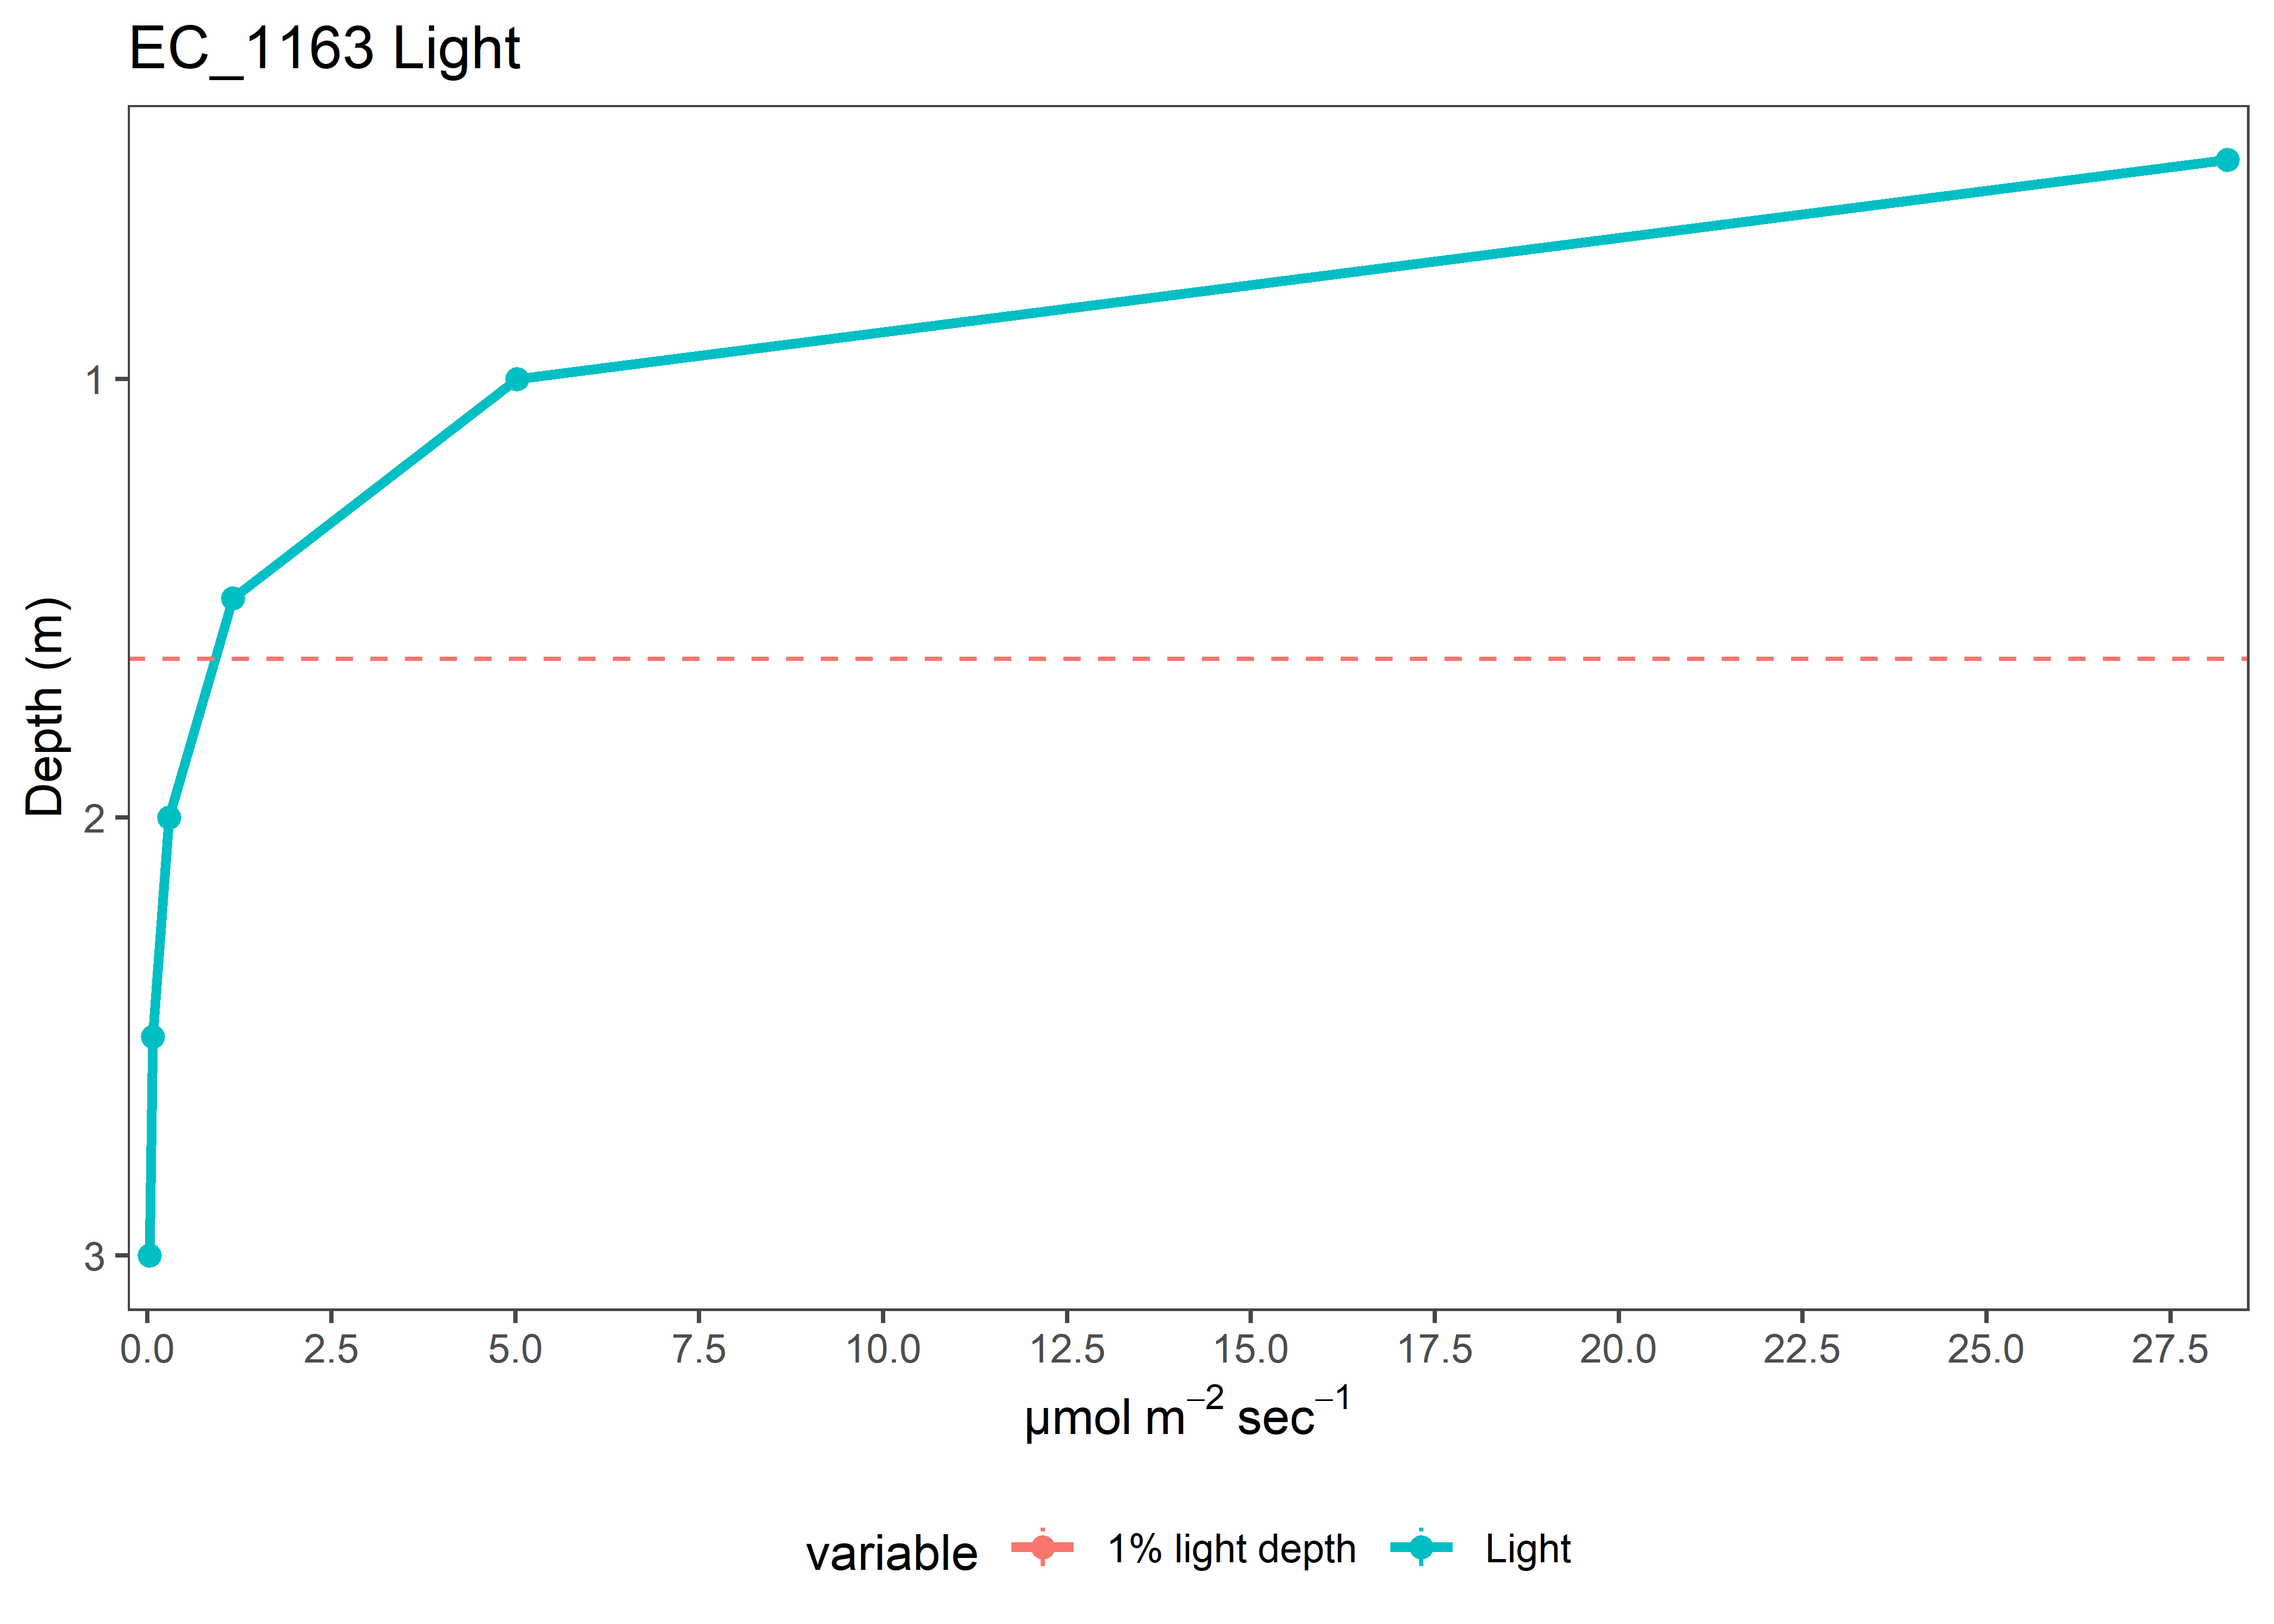 EC_1163 Light
Depth (m)
1
2
3
0.0 2.5 5.0 7.5 10.0 12.5 15.0 17.5 20.0 22.5 25.0 27.5
µmol m⁻² sec⁻¹
variable 1% light depth Light